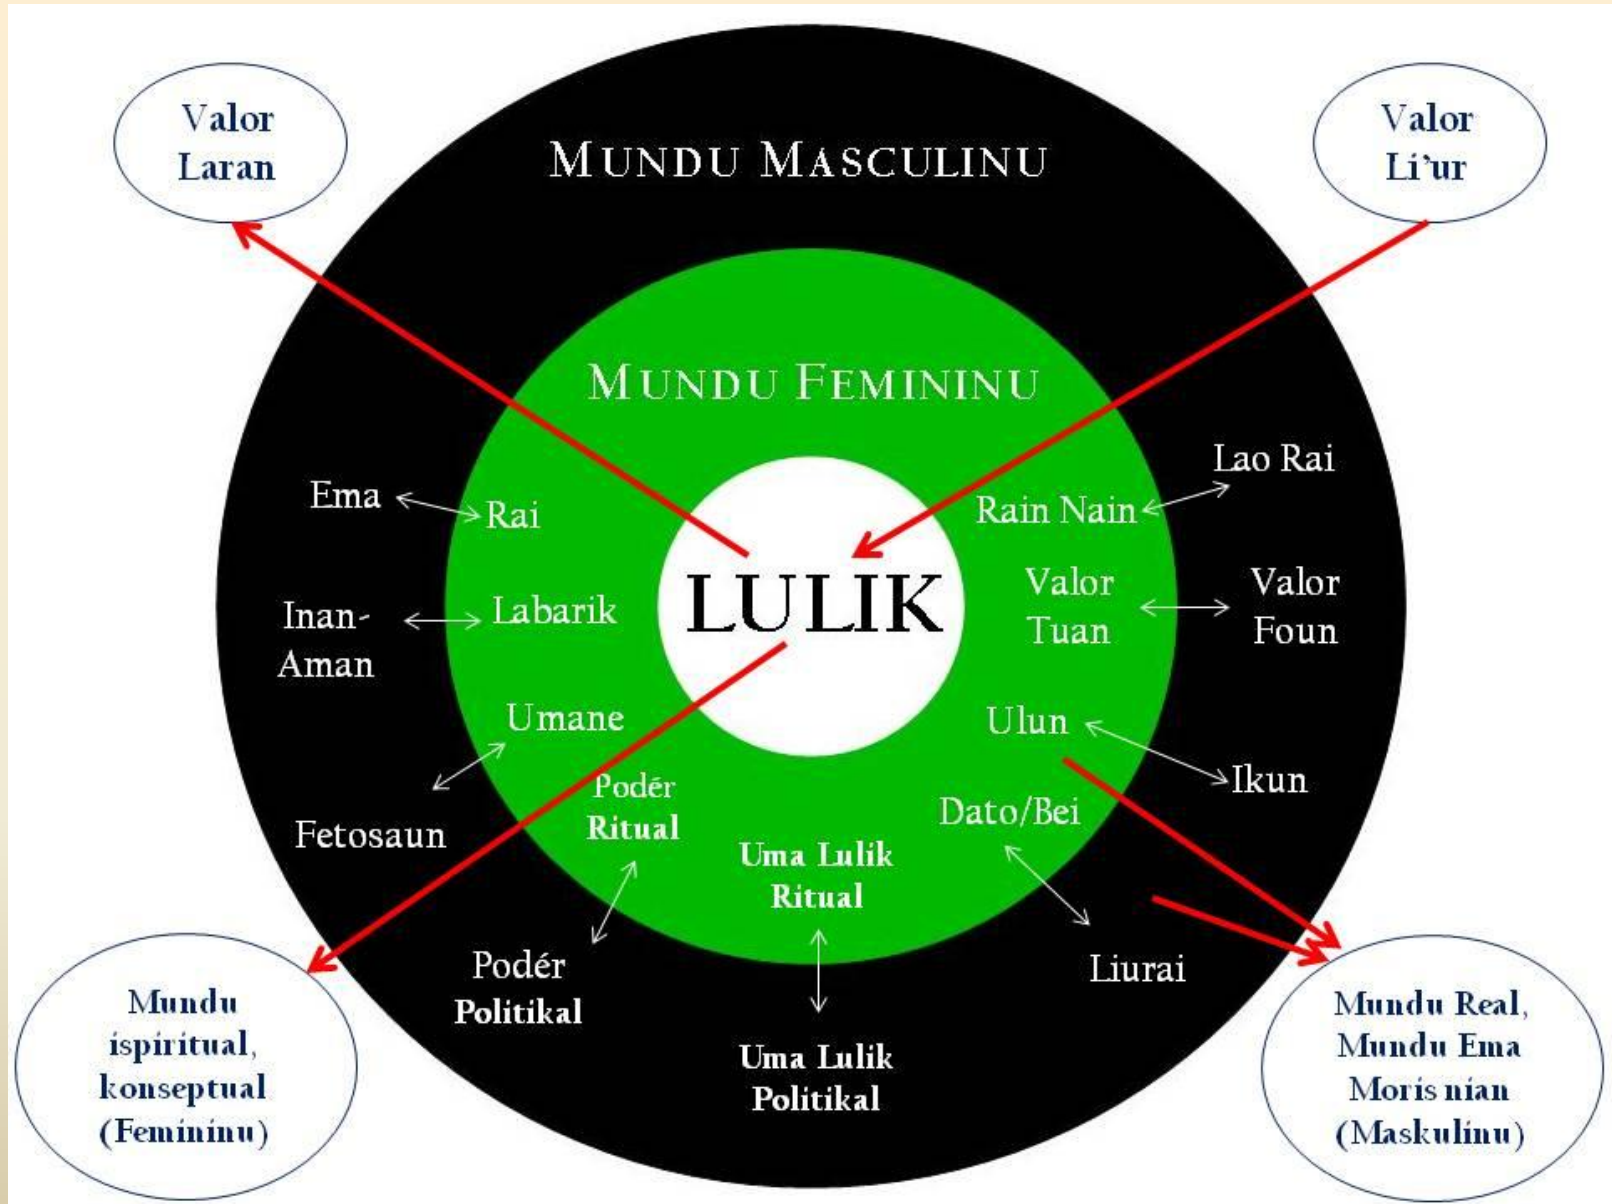 Valor
Laran
Valor
Li'ur
MUNDU MASCULINU
MUNDU FEMININU
Ema
Rai
Lao Rai
Rain Nain
Inan-
Aman
Labarik
LULIK
Valor
Tuan
Valor
Foun
Umane
Fetosaun
Ulun
Ikun
Podér
Ritual
Podér
Politikal
Uma Lulik
Ritual
Uma Lulik
Politikal
Dato/Bei
Liurai
Mundu
ispiritual,
konseptual
(Femininu)
Mundu Real,
Mundu Ema
Moris nian
(Maskulinu)